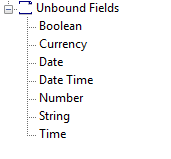 Unbound Fields
Boolean
Currency
Date
Date Time
Number
String
Time